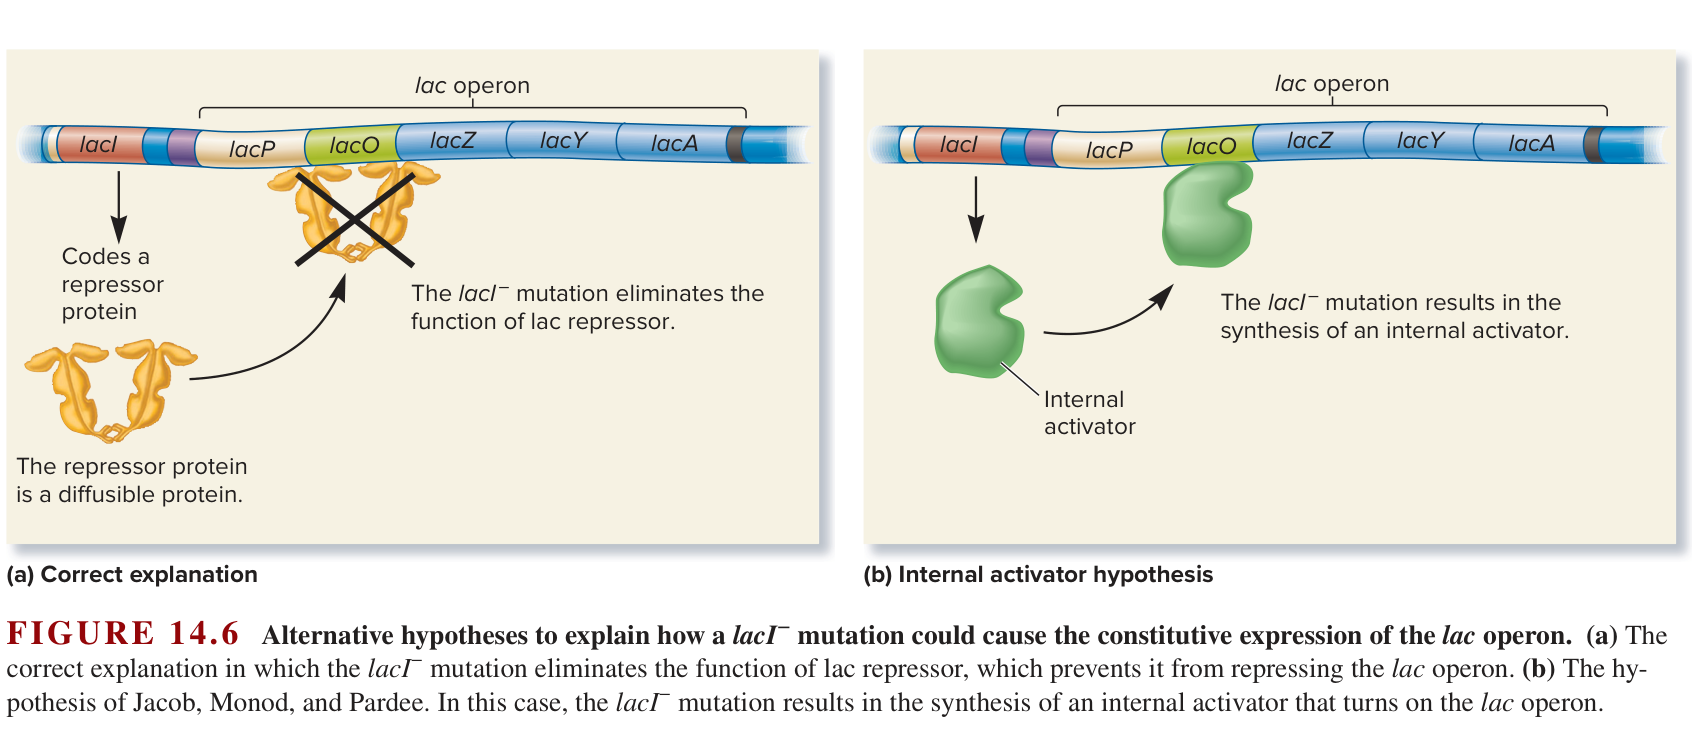 lac operon
lacI
lacP
lacO
lacZ
lacY
lacA
Codes a
repressor
protein
The lacI⁻ mutation eliminates the
function of lac repressor.
The repressor protein
is a diffusible protein.
(a) Correct explanation
lac operon
lacI
lacP
lacO
lacZ
lacY
lacA
The lacI⁻ mutation results in the
synthesis of an internal activator.
Internal
activator
(b) Internal activator hypothesis
FIGURE 14.6 Alternative hypotheses to explain how a lacI⁻ mutation could cause the constitutive expression of the lac operon. (a) The
correct explanation in which the lacI⁻ mutation eliminates the function of lac repressor, which prevents it from repressing the lac operon. (b) The hy-
pothesis of Jacob, Monod, and Pardee. In this case, the lacI⁻ mutation results in the synthesis of an internal activator that turns on the lac operon.